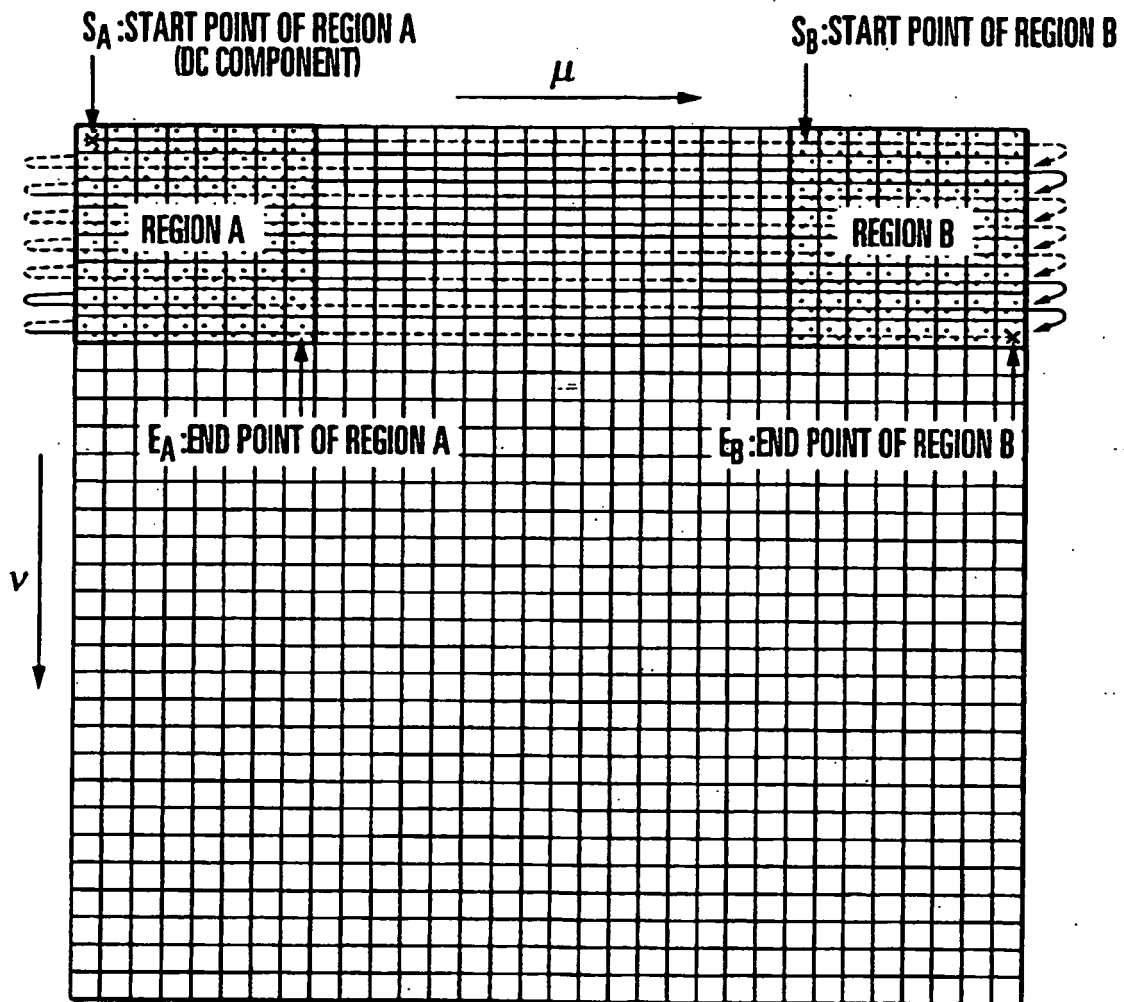 S_A :START POINT OF REGION A
(DC COMPONENT)
S_B :START POINT OF REGION B
μ
REGION A
REGION B
E_A :END POINT OF REGION A
E_B :END POINT OF REGION B
ν